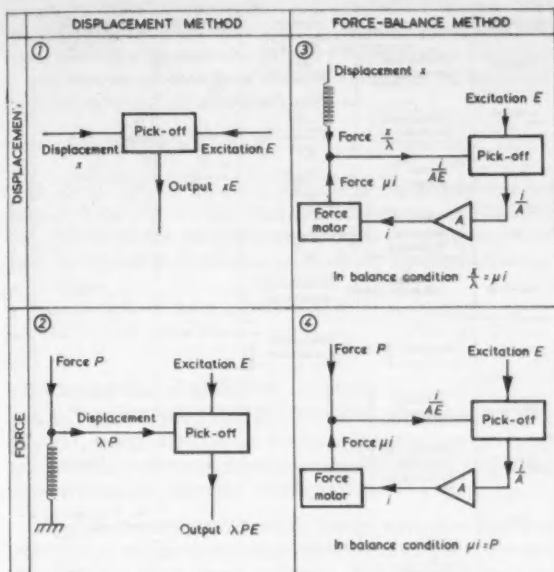 DISPLACEMENT METHOD
FORCE-BALANCE METHOD
DISPLACEMENT
①
Pick-off
Displacement
x
Excitation E
Output xE
③
Displacement x
Excitation E
Force x/λ
i/AE
Pick-off
Force μi
i/A
Force
motor
i
A
In balance condition x/λ = μi
FORCE
②
Force P
Excitation E
Displacement
λP
Pick-off
Output λPE
④
Force P
Excitation E
i/AE
Pick-off
Force μi
i/A
Force
motor
i
A
In balance condition μi=P